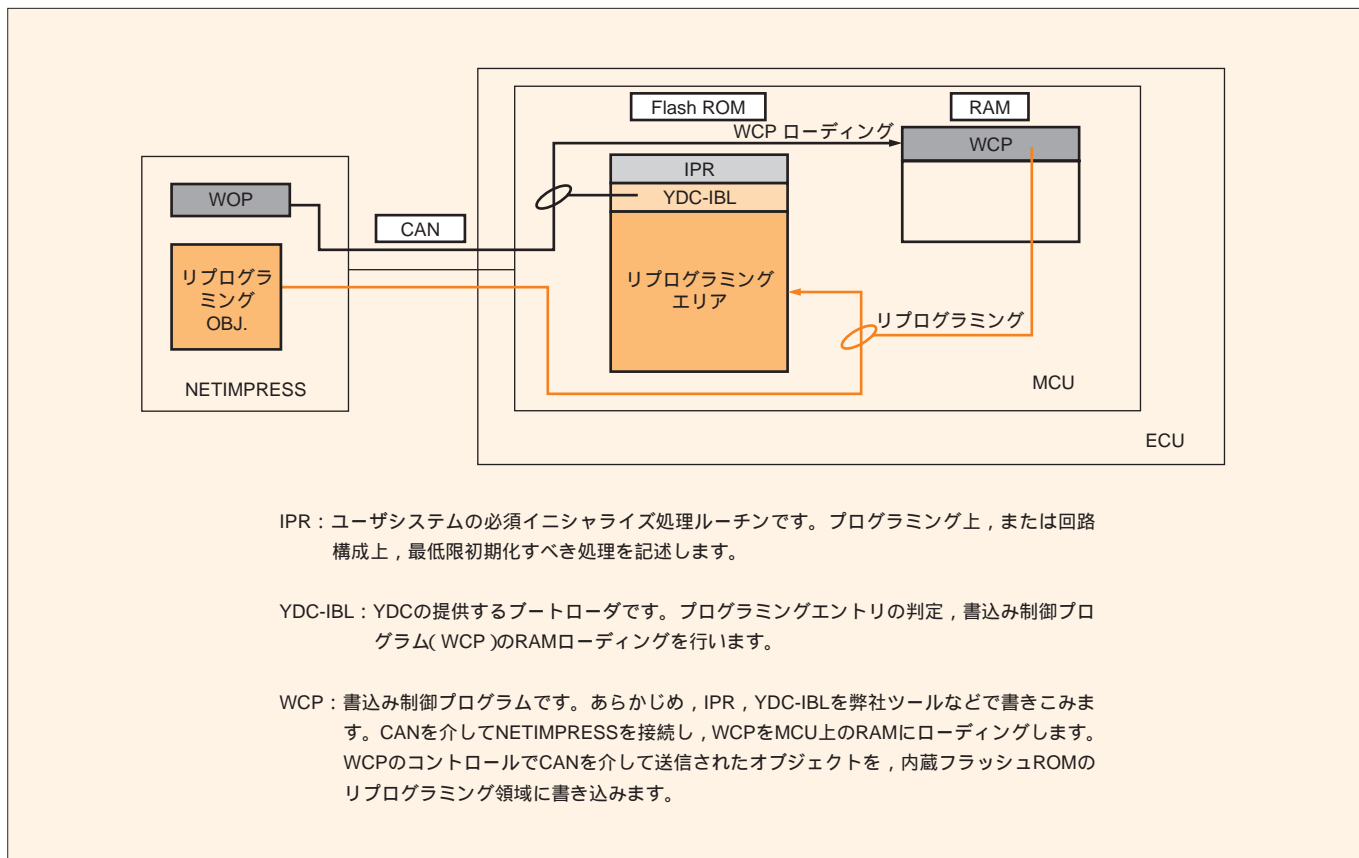 Flash ROM
RAM
WCP ローディング
WCP
IPR
WOP
YDC-IBL
CAN
リプログラ
ミング
OBJ.
リプログラミング
エリア
リプログラミング
NETIMPRESS
MCU
ECU
IPR：ユーザシステムの必須イニシャライズ処理ルーチンです。プログラミング上，または回路
構成上，最低限初期化すべき処理を記述します。
YDC-IBL：YDCの提供するブートローダです。プログラミングエントリの判定，書込み制御プロ
グラム(WCP)のRAMローディングを行います。
WCP：書込み制御プログラムです。あらかじめ，IPR，YDC-IBLを弊社ツールなどで書きこみま
す。CANを介してNETIMPRESSを接続し，WCPをMCU上のRAMにローディングします。
WCPのコントロールでCANを介して送信されたオブジェクトを，内蔵フラッシュROMの
リプログラミング領域に書き込みます。